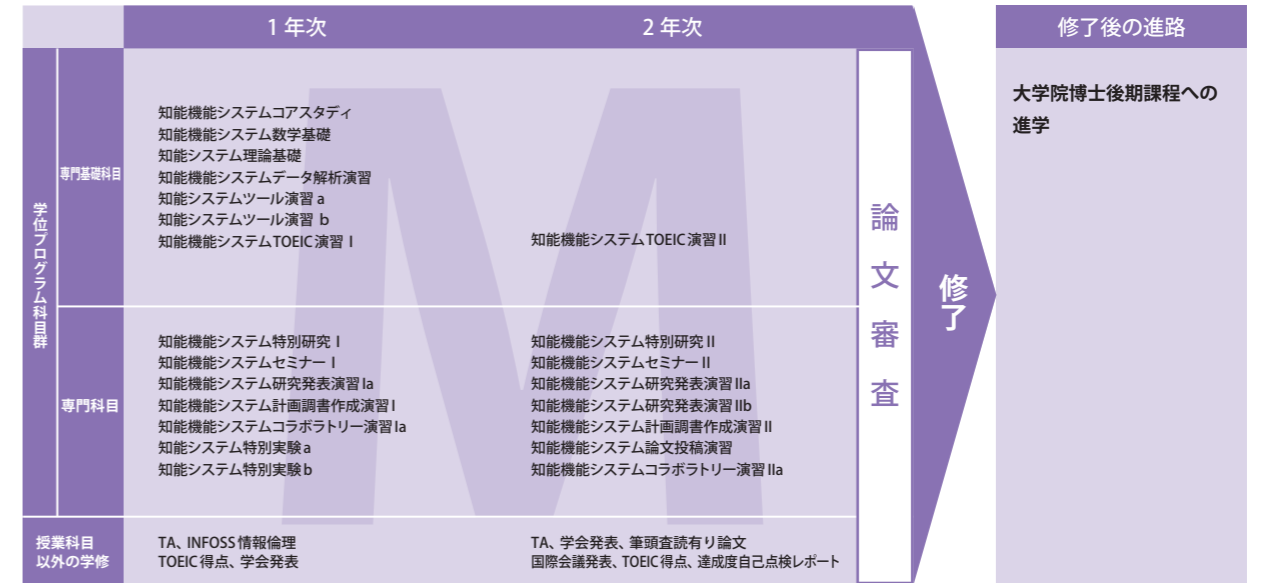 1 年次
2 年次
修了後の進路
学位プログラム科目群
専門基礎科目
知能機能システムコアスタディ
知能機能システム数学基礎
知能システム理論基礎
知能機能システムデータ解析演習
知能システムツール演習 a
知能システムツール演習 b
知能機能システムTOEIC演習 I
知能機能システムTOEIC演習 II
専門科目
知能機能システム特別研究 I
知能機能システムセミナー I
知能機能システム研究発表演習 Ia
知能機能システム計画調書作成演習 I
知能機能システムコラボラトリー演習 Ia
知能システム特別実験 a
知能システム特別実験 b
知能機能システム特別研究 II
知能機能システムセミナー II
知能機能システム研究発表演習 IIa
知能機能システム研究発表演習 IIb
知能機能システム計画調書作成演習 II
知能機能システム論文投稿演習
知能機能システムコラボラトリー演習 IIa
授業科目
以外の学修
TA、INFOSS情報倫理
TOEIC得点、学会発表
TA、学会発表、筆頭査読有り論文
国際会議発表、TOEIC得点、達成度自己点検レポート
M
論文審査
修了
大学院博士後期課程への
進学